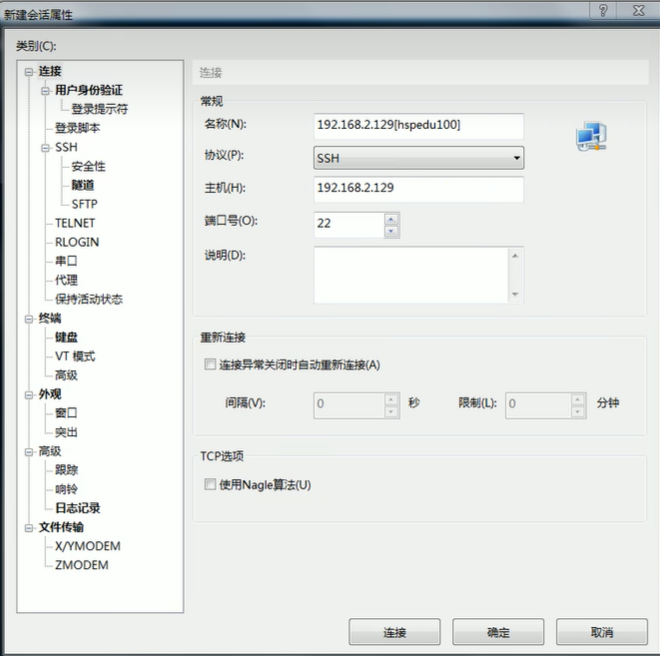 新建会话属性
类别(C):
连接
用户身份验证
登录提示符
登录脚本
SSH
安全性
隧道
SFTP
TELNET
RLOGIN
串口
代理
保持活动状态
终端
键盘
VT 模式
高级
外观
窗口
突出
高级
跟踪
响铃
日志记录
文件传输
X/YMODEM
ZMODEM
连接
常规
名称(N): 192.168.2.129[hspedu100]
协议(P): SSH
主机(H): 192.168.2.129
端口号(O): 22
说明(D):
重新连接
连接异常关闭时自动重新连接(A)
间隔(V): 0 秒 限制(L): 0 分钟
TCP选项
使用Nagle算法(U)
连接 确定 取消